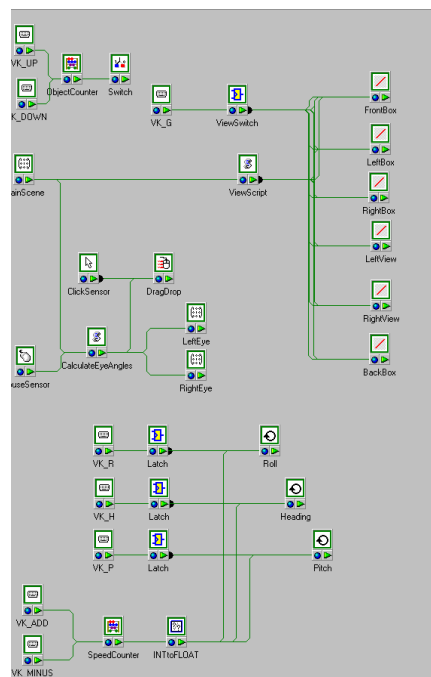 VK_UP
ObjectCounter
Switch
K_DOWN
VK_G
ViewSwitch
FrontBox
LeftBox
ainScene
ViewScript
RightBox
LeftView
ClickSensor
DragDrop
RightView
LeftEye
CalculateEyeAngles
BackBox
ouseSensor
RightEye
VK_R
Latch
Roll
VK_H
Latch
Heading
VK_P
Latch
Pitch
VK_ADD
SpeedCounter
INTtoFLOAT
VK_MINUS